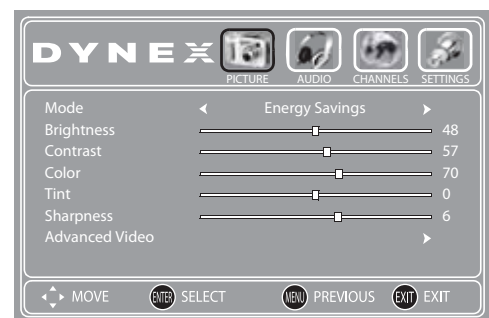 DYNEX
PICTURE AUDIO CHANNELS SETTINGS
Mode Energy Savings
Brightness 48
Contrast 57
Color 70
Tint 0
Sharpness 6
Advanced Video
MOVE ENTER SELECT MENU PREVIOUS EXIT EXIT